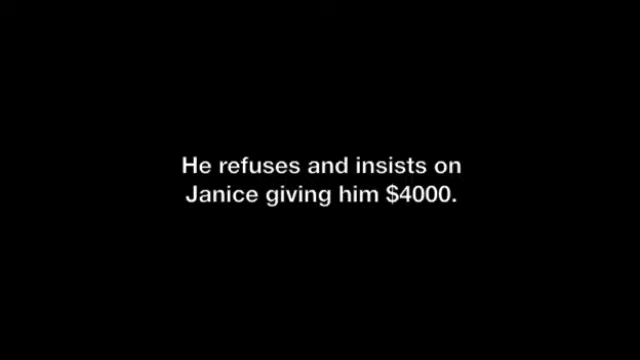 He refuses and insists on
Janice giving him $4000.